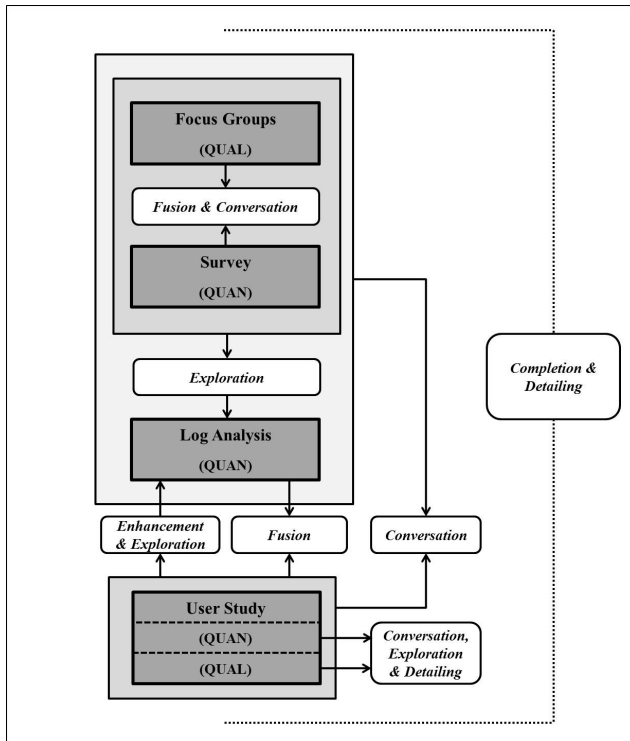 Focus Groups
(QUAL)
Fusion & Conversation
Survey
(QUAN)
Exploration
Completion &
Detailing
Log Analysis
(QUAN)
Enhancement
& Exploration
Fusion
Conversation
User Study
(QUAN)
(QUAL)
Conversation,
Exploration
& Detailing